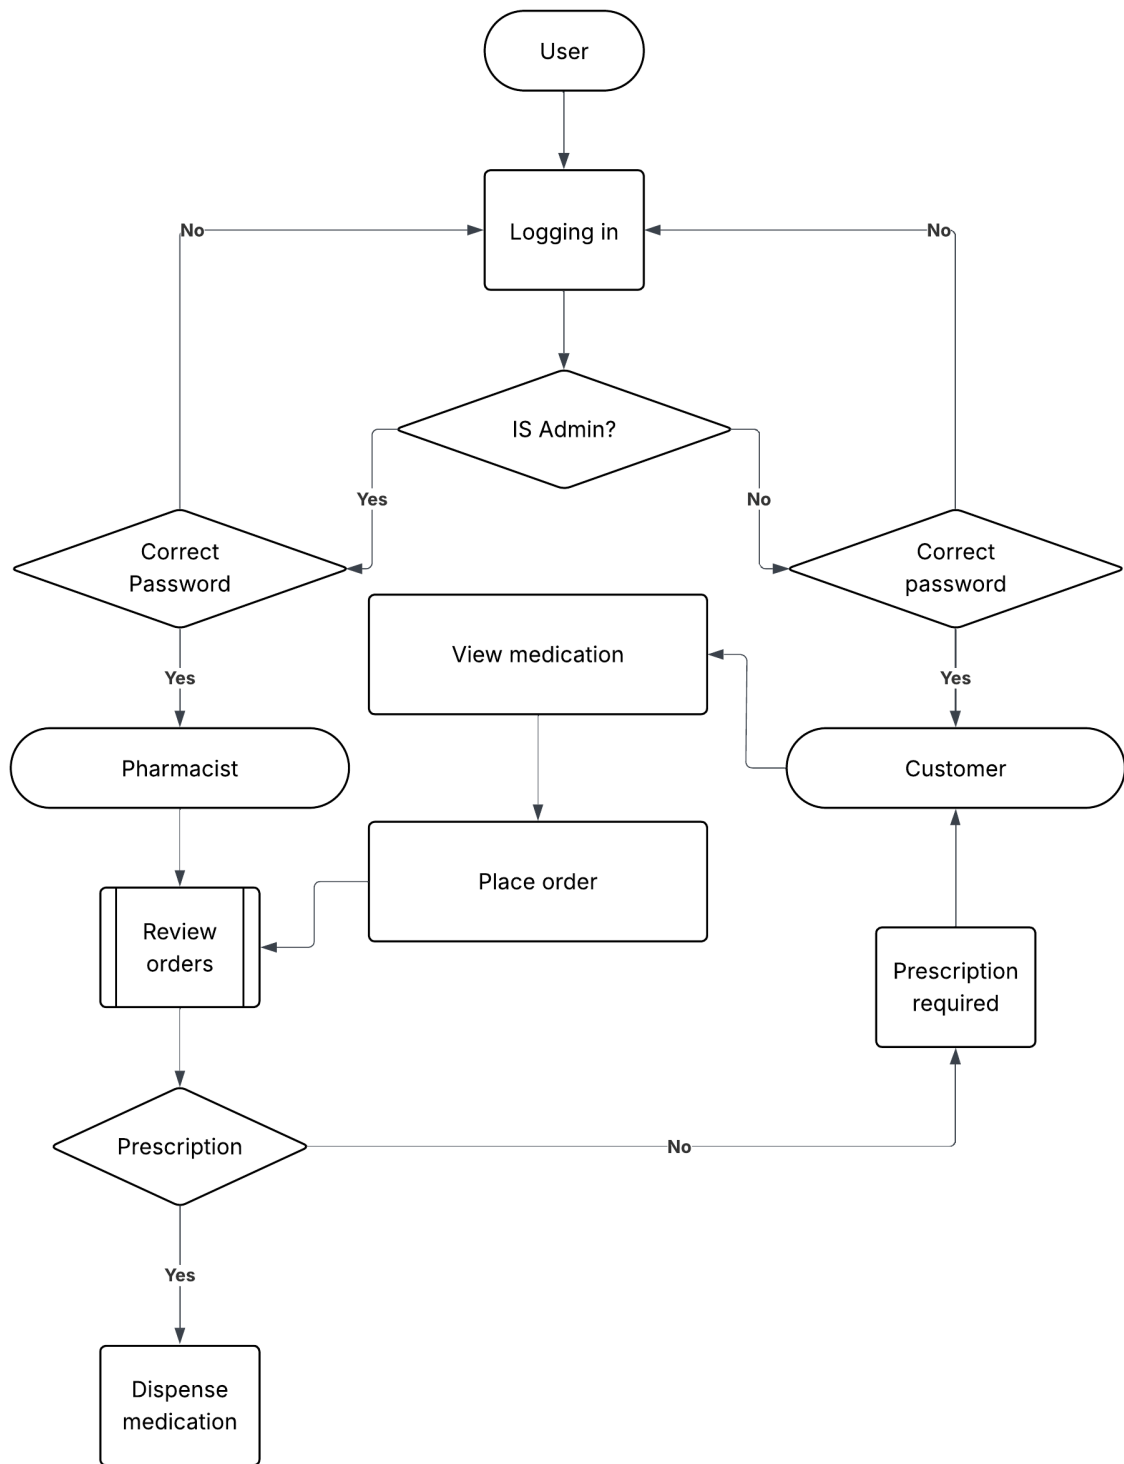 User
Logging in
No
No
IS Admin?
Yes
No
Correct
Password
Correct
password
View medication
Yes
Yes
Pharmacist
Customer
Place order
Review
orders
Prescription
required
Prescription
No
Yes
Dispense
medication